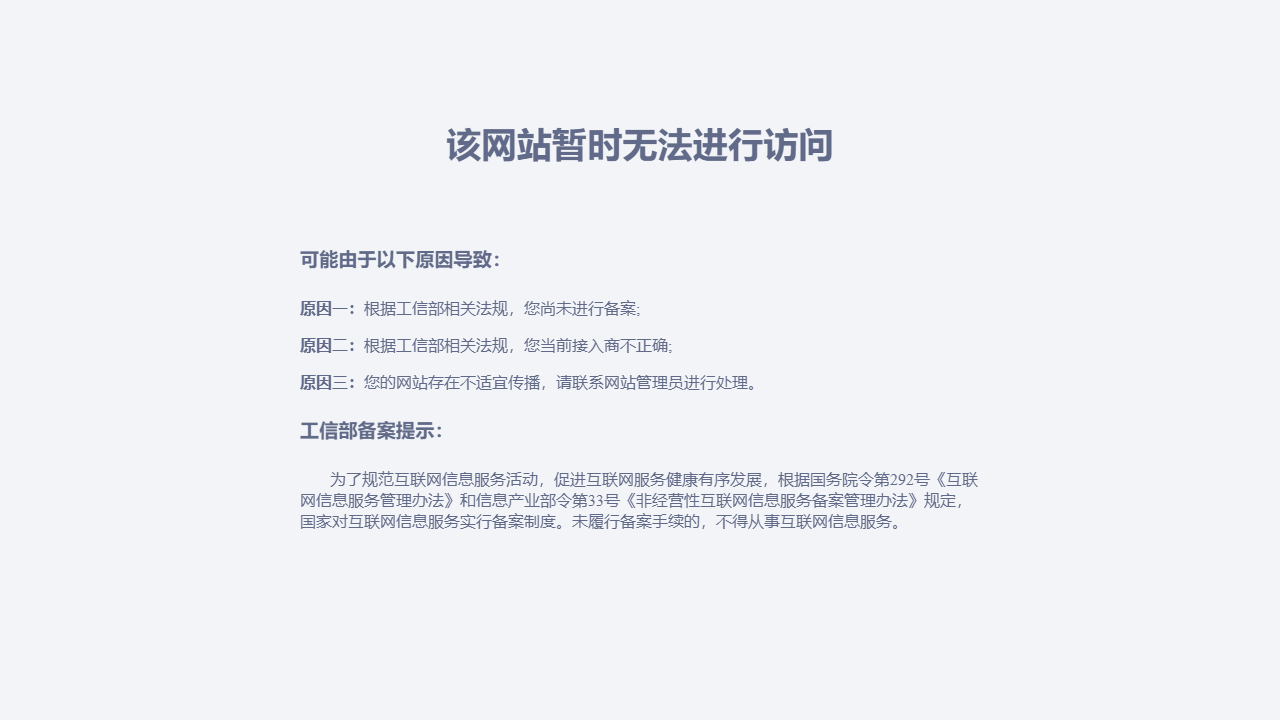 该网站暂时无法进行访问
可能由于以下原因导致：
原因一：根据工信部相关法规，您尚未进行备案;
原因二：根据工信部相关法规，您当前接入商不正确;
原因三：您的网站存在不适宜传播，请联系网站管理员进行处理。
工信部备案提示：
为了规范互联网信息服务活动，促进互联网服务健康有序发展，根据国务院令第292号《互联
网信息服务管理办法》和信息产业部令第33号《非经营性互联网信息服务备案管理办法》规定，
国家对互联网信息服务实行备案制度。未履行备案手续的，不得从事互联网信息服务。